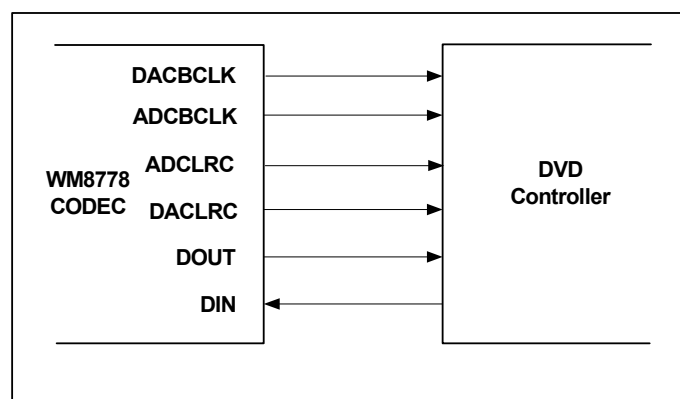 DACBCLK
ADCBCLK
ADCLRC
WM8778
CODEC
DACLRC
DOUT
DIN
DVD
Controller